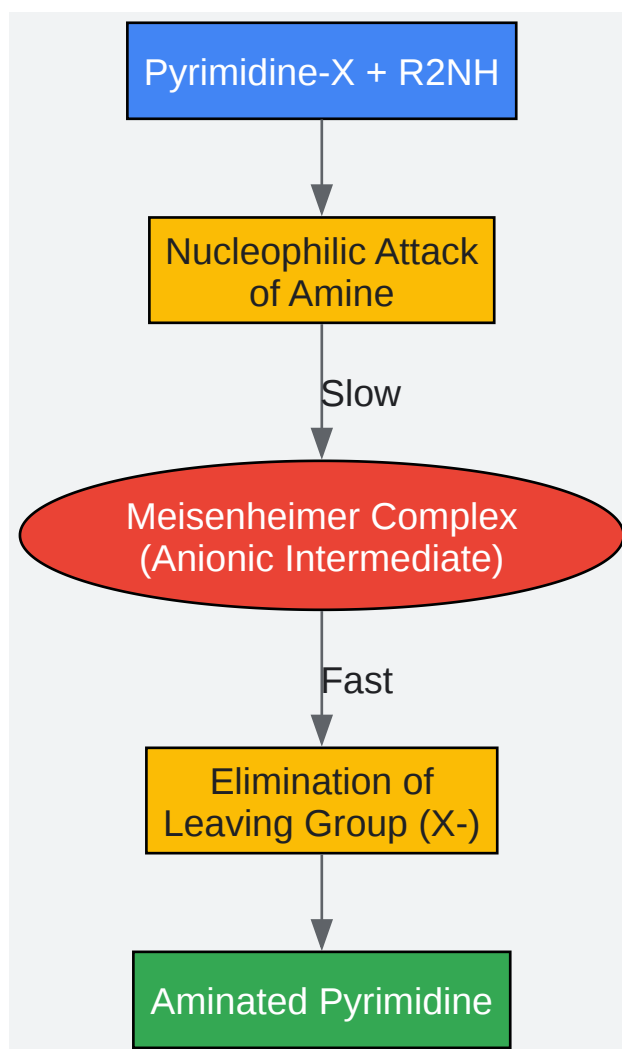 Pyrimidine-X + R2NH
Nucleophilic Attack
of Amine
Slow
Meisenheimer Complex
(Anionic Intermediate)
Fast
Elimination of
Leaving Group (X-)
Aminated Pyrimidine